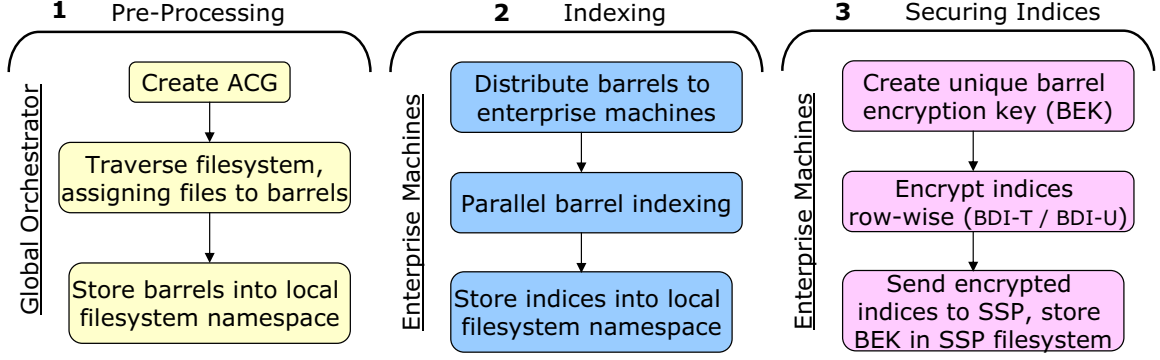 1 Pre-Processing
Global Orchestrator
Create ACG
Traverse filesystem,
assigning files to barrels
Store barrels into local
filesystem namespace
2 Indexing
Enterprise Machines
Distribute barrels to
enterprise machines
Parallel barrel indexing
Store indices into local
filesystem namespace
3 Securing Indices
Enterprise Machines
Create unique barrel
encryption key (BEK)
Encrypt indices
row-wise (BDI-T / BDI-U)
Send encrypted
indices to SSP, store
BEK in SSP filesystem